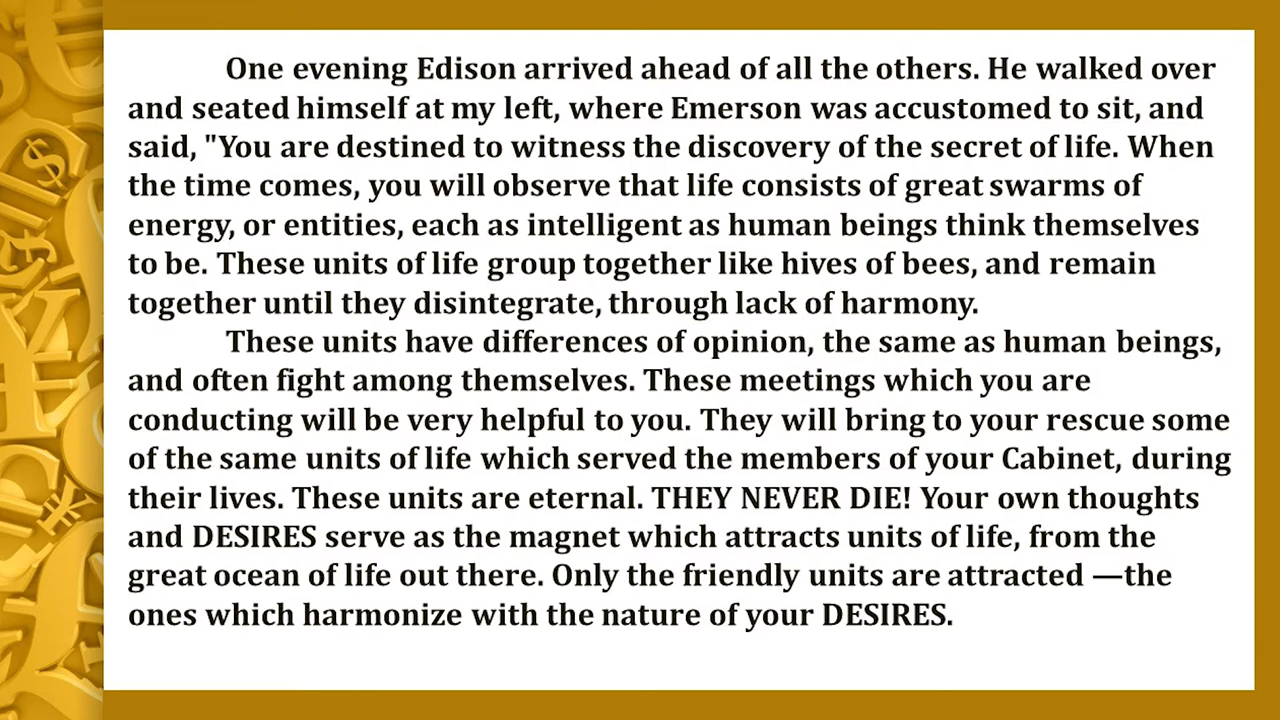 One evening Edison arrived ahead of all the others. He walked over
and seated himself at my left, where Emerson was accustomed to sit, and
said, "You are destined to witness the discovery of the secret of life. When
the time comes, you will observe that life consists of great swarms of
energy, or entities, each as intelligent as human beings think themselves
to be. These units of life group together like hives of bees, and remain
together until they disintegrate, through lack of harmony.
These units have differences of opinion, the same as human beings,
and often fight among themselves. These meetings which you are
conducting will be very helpful to you. They will bring to your rescue some
of the same units of life which served the members of your Cabinet, during
their lives. These units are eternal. THEY NEVER DIE! Your own thoughts
and DESIRES serve as the magnet which attracts units of life, from the
great ocean of life out there. Only the friendly units are attracted —the
ones which harmonize with the nature of your DESIRES.